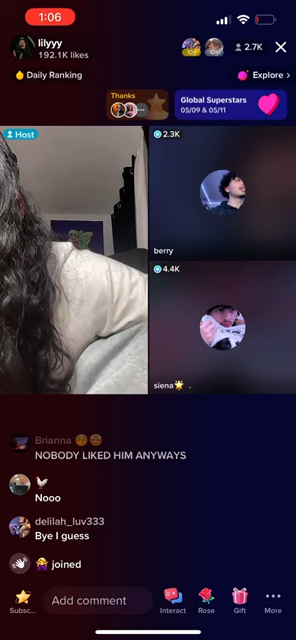 1:06
lilyyy
192.1K likes
2.7K
Daily Ranking
Explore >
Thanks
Global Superstars
05/09 & 05/11
Host
2.3K
berry
4.4K
siena🌟 .
Brianna
NOBODY LIKED HIM ANYWAYS
Nooo
delilah_luv333
Bye I guess
joined
Subsc...
Add comment
Interact
Rose
Gift
More